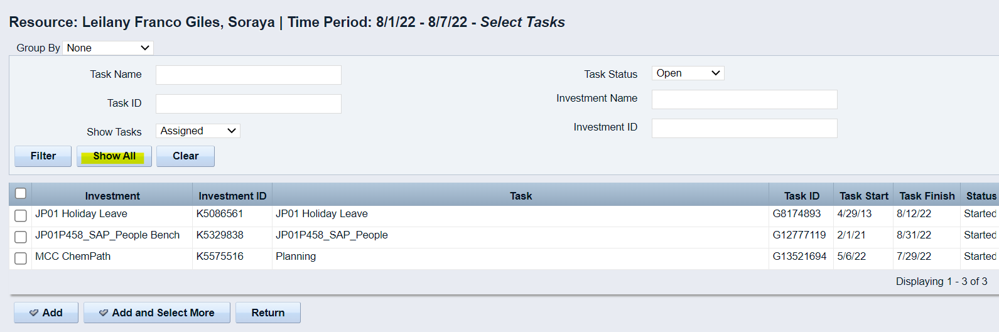 Resource: Leilany Franco Giles, Soraya | Time Period: 8/1/22 - 8/7/22 - Select Tasks
Group By None
Task Name Task Status Open
Investment Name
Task ID
Investment ID
Show Tasks Assigned
Filter Show All Clear
Investment Investment ID Task Task ID Task Start Task Finish Status
JP01 Holiday Leave K5086561 JP01 Holiday Leave G8174893 4/29/13 8/12/22 Started
JP01P458_SAP_People Bench K5329838 JP01P458_SAP_People G12777119 2/1/21 8/31/22 Started
MCC ChemPath K5575516 Planning G13521694 5/6/22 7/29/22 Started
Displaying 1 - 3 of 3
Add Add and Select More Return